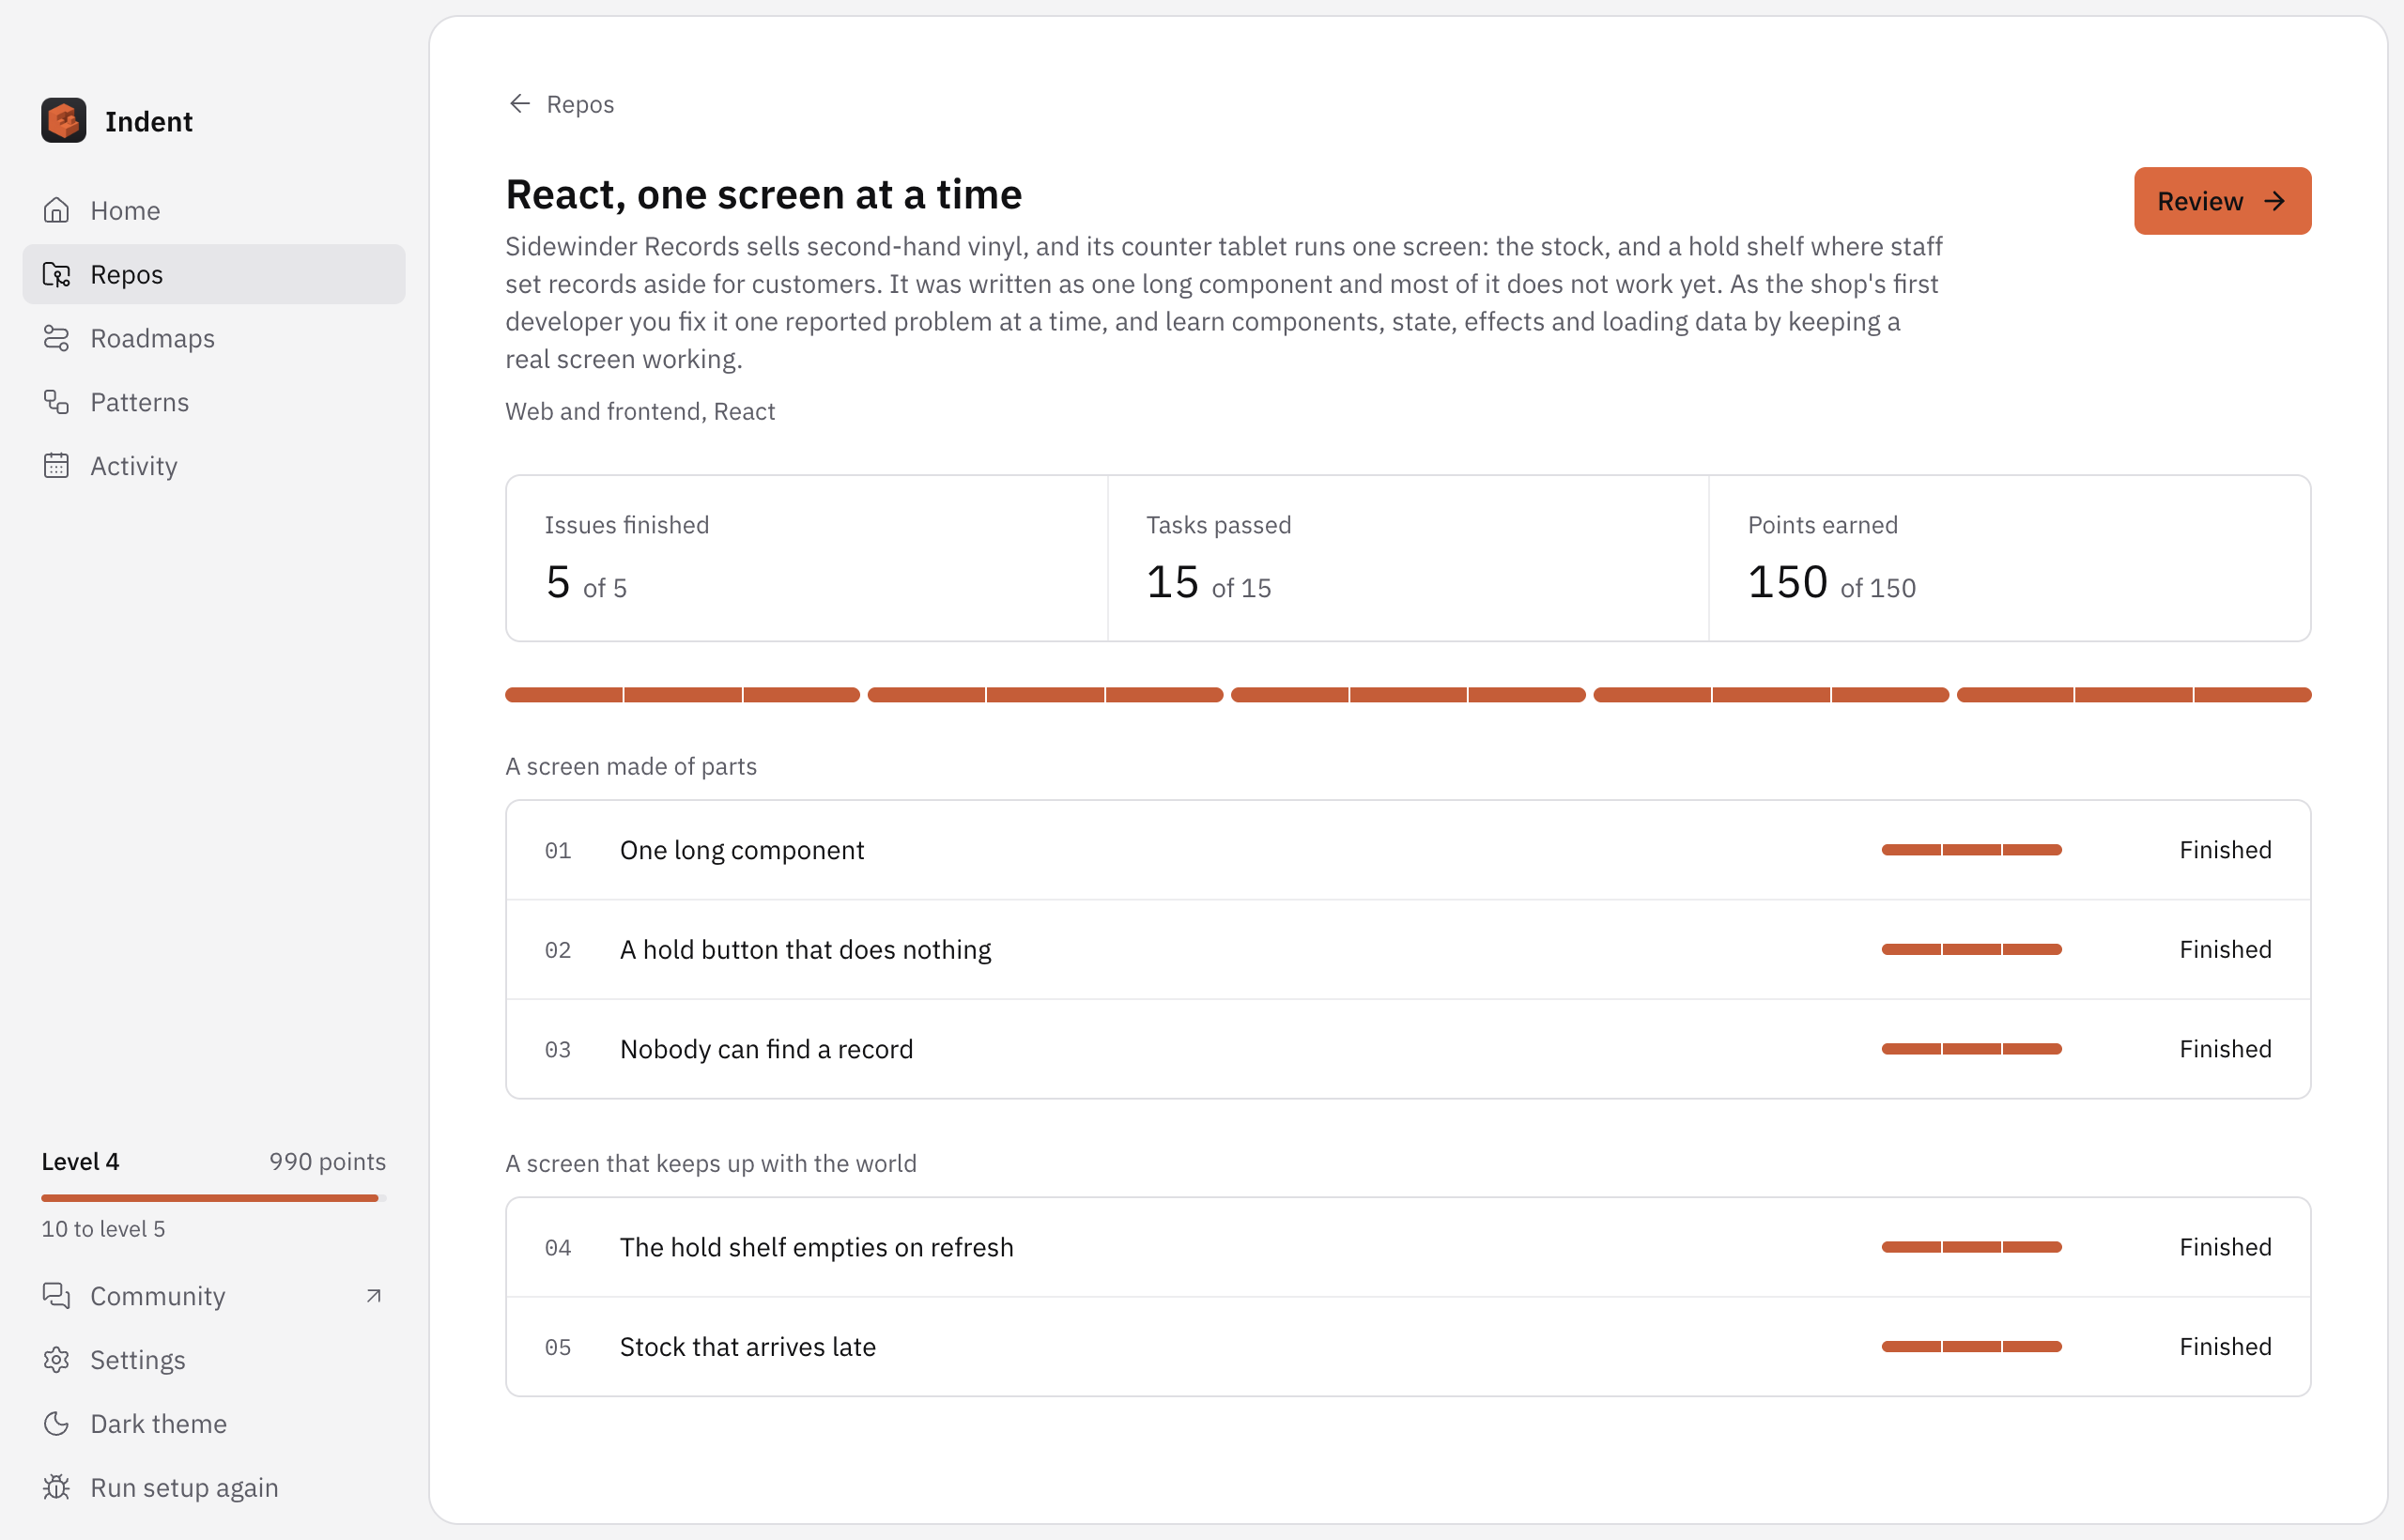 Indent
Home
Repos
Roadmaps
Patterns
Activity
Level 4 990 points
10 to level 5
Community
Settings
Dark theme
Run setup again
Repos
React, one screen at a time
Review
Sidewinder Records sells second-hand vinyl, and its counter tablet runs one screen: the stock, and a hold shelf where staff
set records aside for customers. It was written as one long component and most of it does not work yet. As the shop's first
developer you fix it one reported problem at a time, and learn components, state, effects and loading data by keeping a
real screen working.
Web and frontend, React
Issues finished
5 of 5
Tasks passed
15 of 15
Points earned
150 of 150
A screen made of parts
01 One long component Finished
02 A hold button that does nothing Finished
03 Nobody can find a record Finished
A screen that keeps up with the world
04 The hold shelf empties on refresh Finished
05 Stock that arrives late Finished